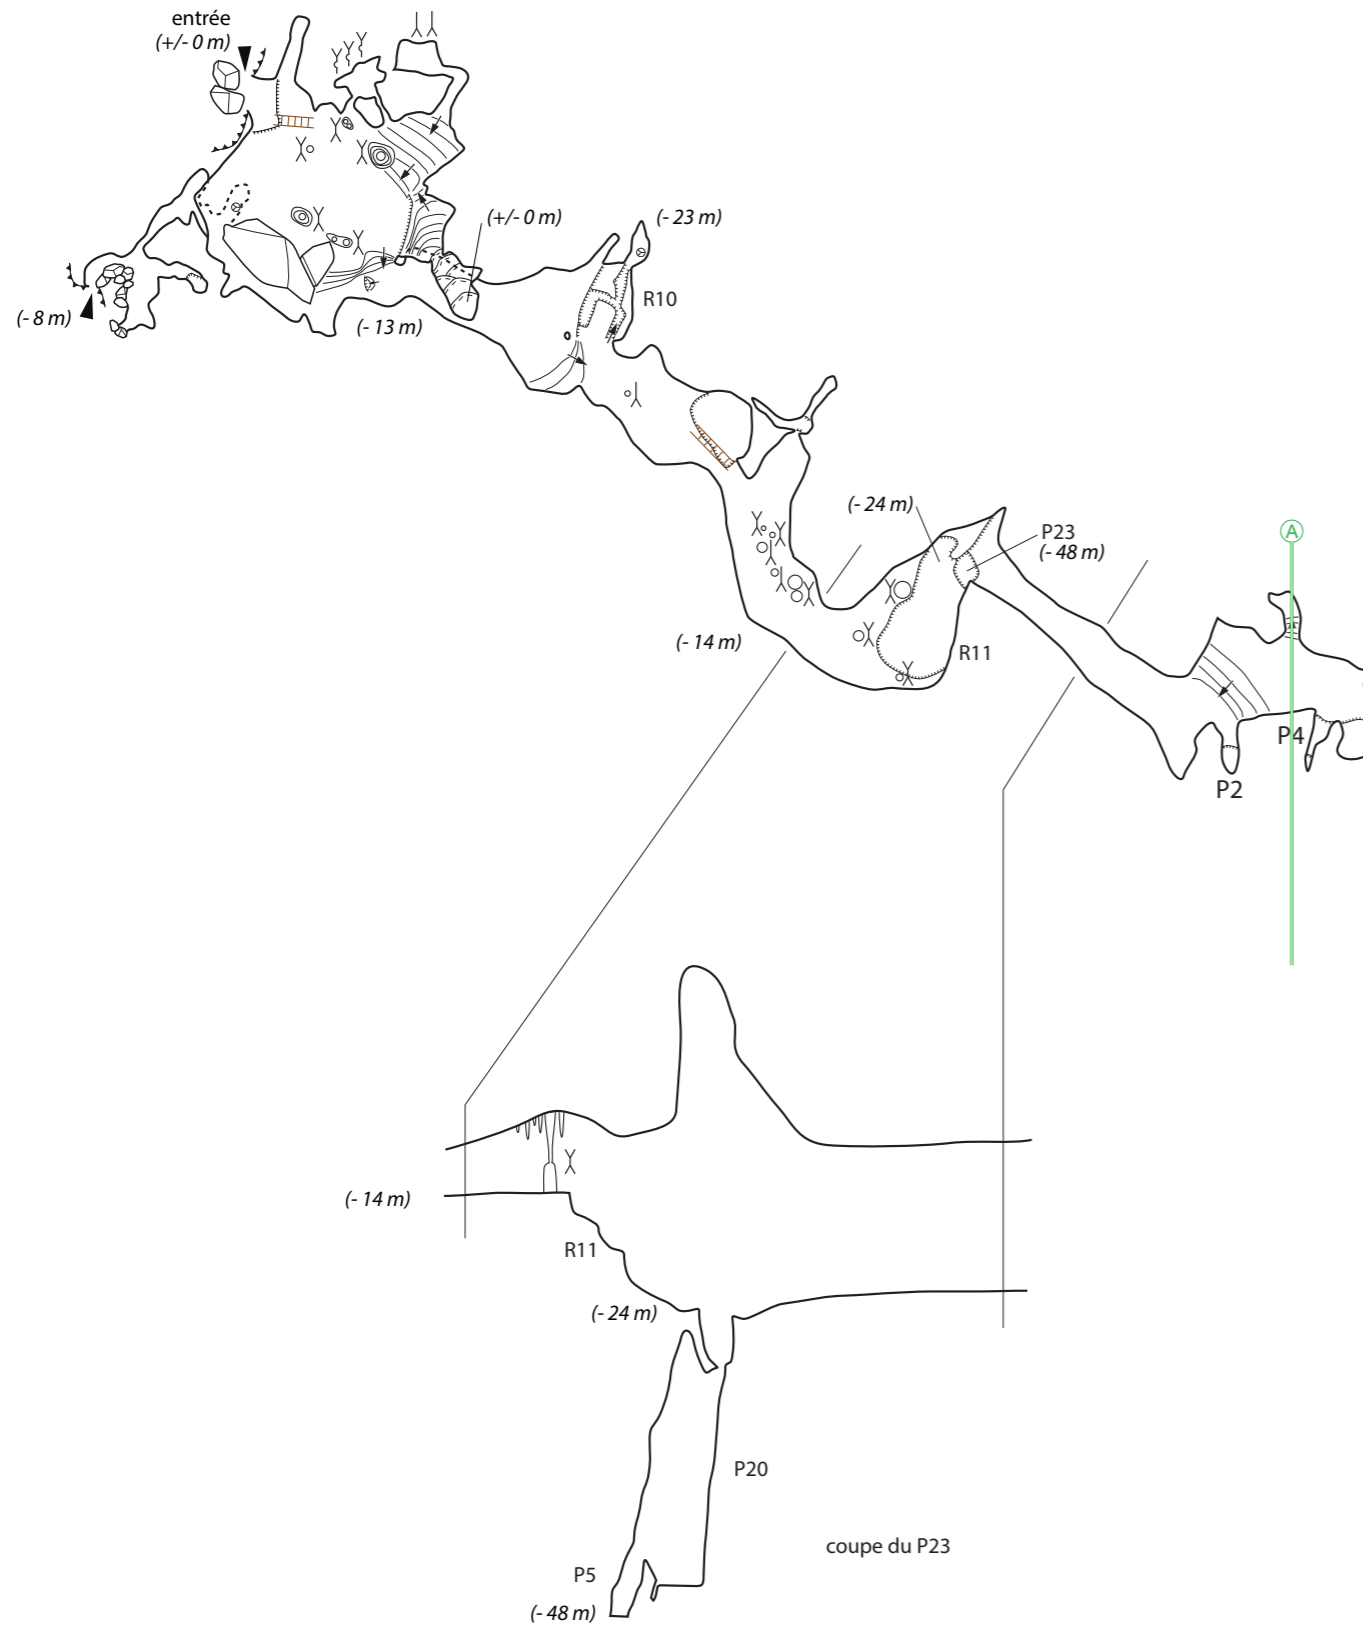 entrée
(+/- 0 m)
(+/- 0 m)
(- 23 m)
R10
(- 8 m)
(- 13 m)
(- 24 m)
P23
(- 48 m)
A
(- 14 m)
R11
P4
P2
(- 14 m)
R11
(- 24 m)
P20
coupe du P23
P5
(- 48 m)